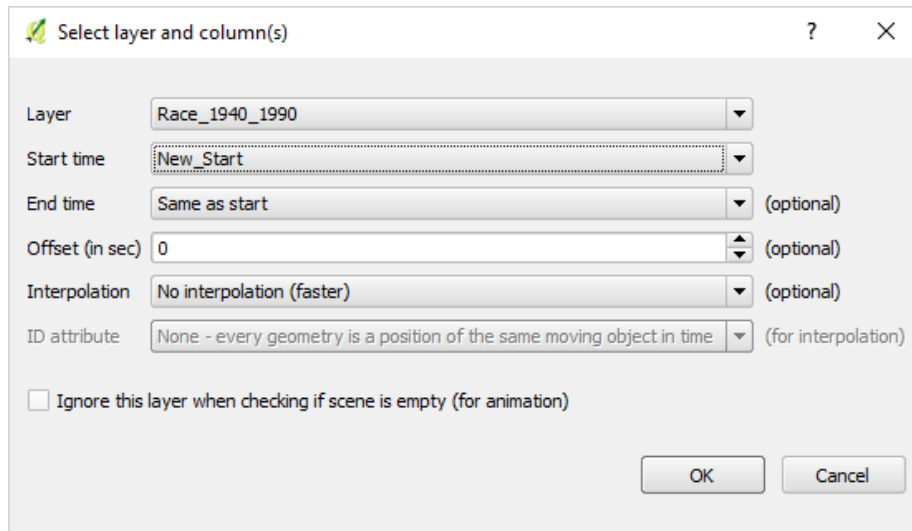 Select layer and column(s) ?
Layer Race_1940_1990
Start time New_Start
End time Same as start (optional)
Offset (in sec) 0 (optional)
Interpolation No interpolation (faster) (optional)
ID attribute None - every geometry is a position of the same moving object in time (for interpolation)
Ignore this layer when checking if scene is empty (for animation)
OK Cancel